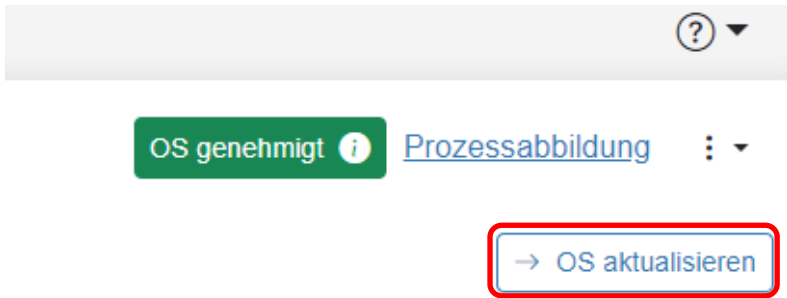 OS genehmigt Prozessabbildung
→ OS aktualisieren